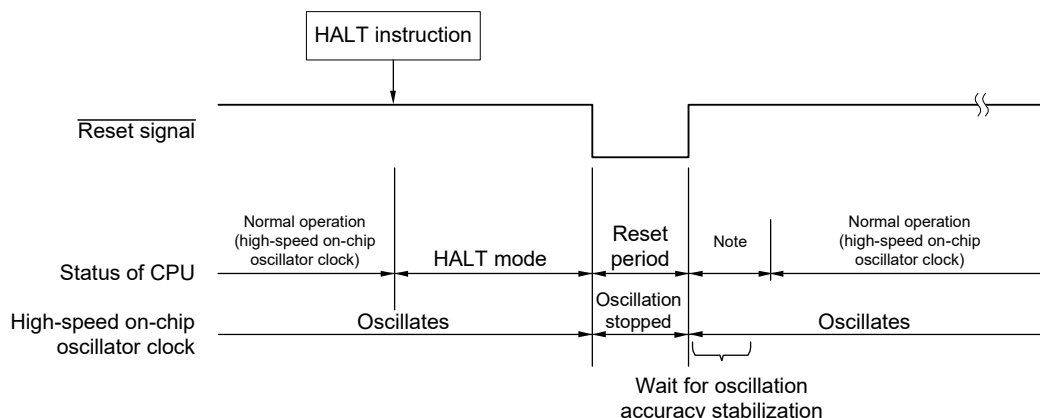 HALT instruction
Reset signal
Normal operation
(high-speed on-chip
oscillator clock)
Reset
period
Note
Normal operation
(high-speed on-chip
oscillator clock)
Status of CPU
HALT mode
High-speed on-chip
oscillator clock
Oscillates
Oscillation
stopped
Oscillates
Wait for oscillation
accuracy stabilization